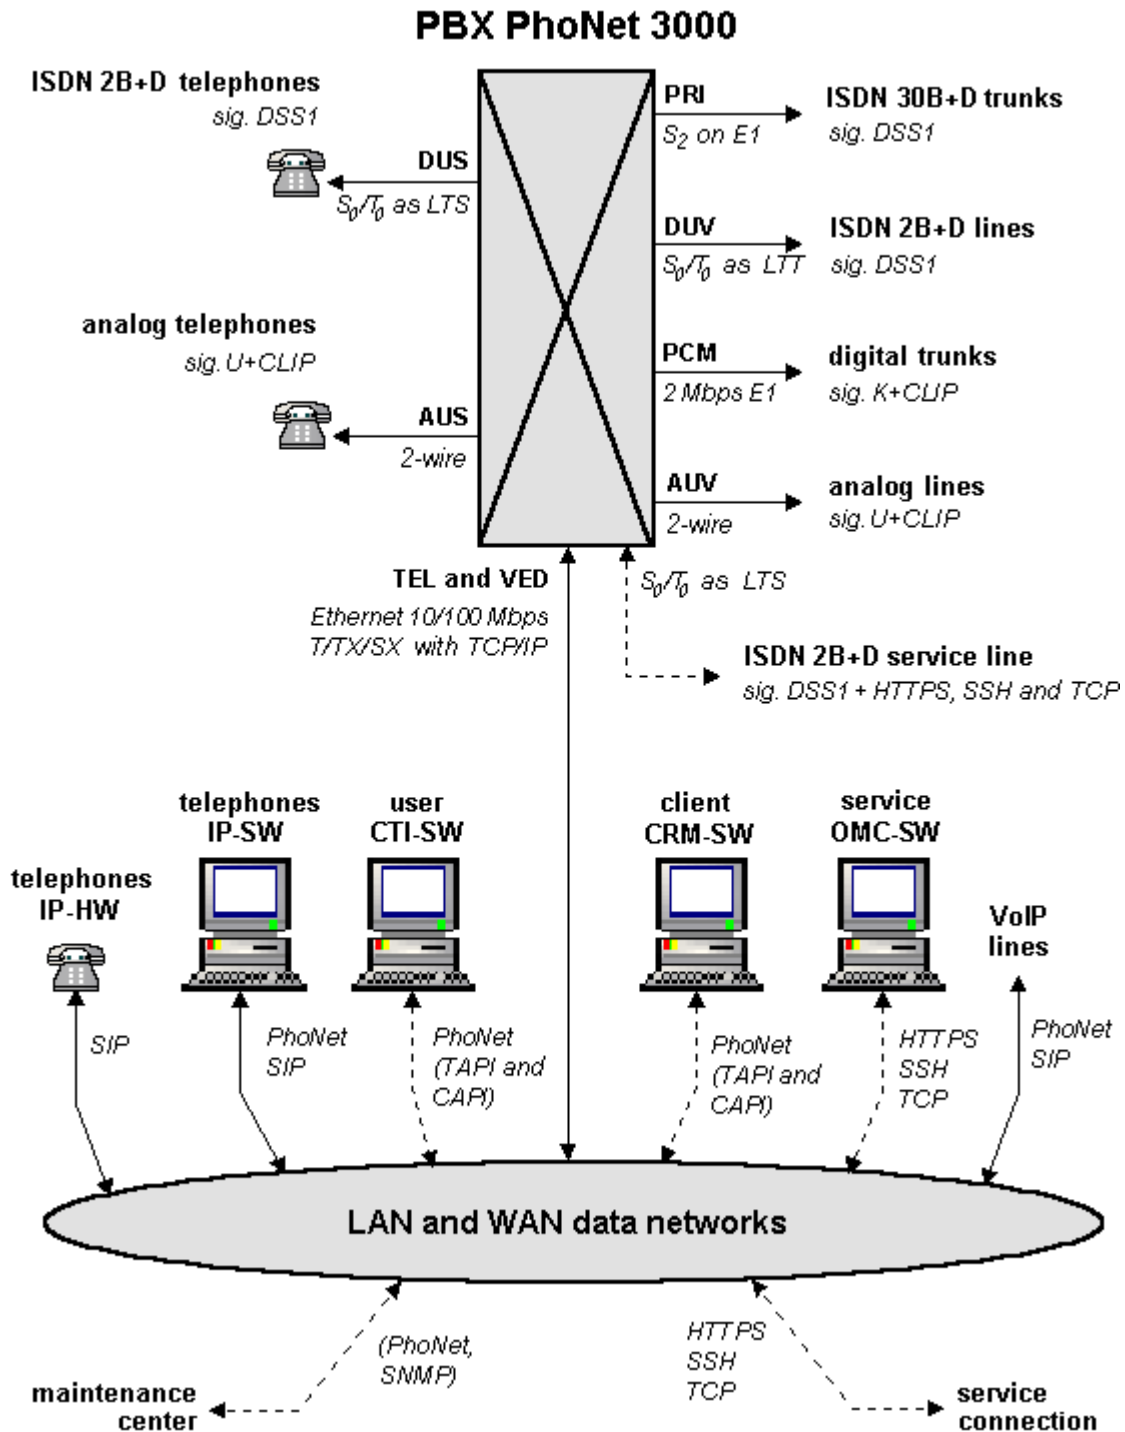 PBX PhoNet 3000
ISDN 2B+D telephones
sig. DSS1
DUS
S0/T0 as LTS
analog telephones
sig. U+CLIP
AUS
2-wire
PRI
S2 on E1
ISDN 30B+D trunks
sig. DSS1
DUV
S0/T0 as LTT
ISDN 2B+D lines
sig. DSS1
PCM
2 Mbps E1
digital trunks
sig. K+CLIP
AUV
2-wire
analog lines
sig. U+CLIP
TEL and VED
Ethernet 10/100 Mbps
T/TX/SX with TCP/IP
S0/T0 as LTS
ISDN 2B+D service line
sig. DSS1 + HTTPS, SSH and TCP
telephones
IP-HW
SIP
telephones
IP-SW
PhoNet
SIP
user
CTI-SW
PhoNet
(TAPI and
CAPI)
client
CRM-SW
PhoNet
(TAPI and
CAPI)
service
OMC-SW
HTTPS
SSH
TCP
VoIP
lines
PhoNet
SIP
LAN and WAN data networks
(PhoNet,
SNMP)
maintenance
center
HTTPS
SSH
TCP
service
connection